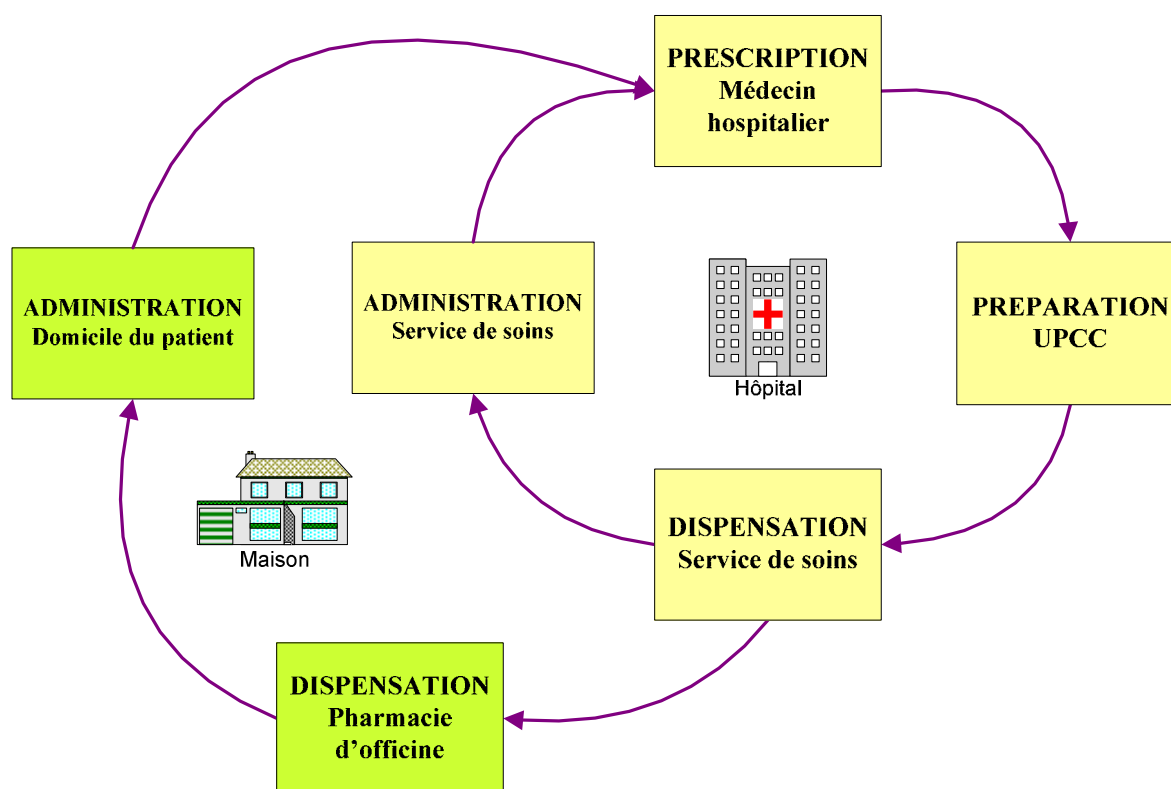 PRESCRIPTION
Médecin
hospitalier
ADMINISTRATION
Domicile du patient
ADMINISTRATION
Service de soins
PREPARATION
UPCC
Hôpital
Maison
DISPENSATION
Service de soins
DISPENSATION
Pharmacie
d’officine